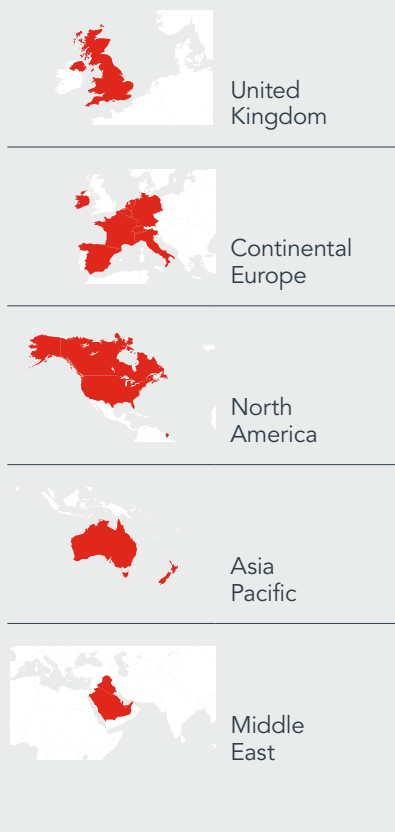 United
Kingdom
Continental
Europe
North
America
Asia
Pacific
Middle
East